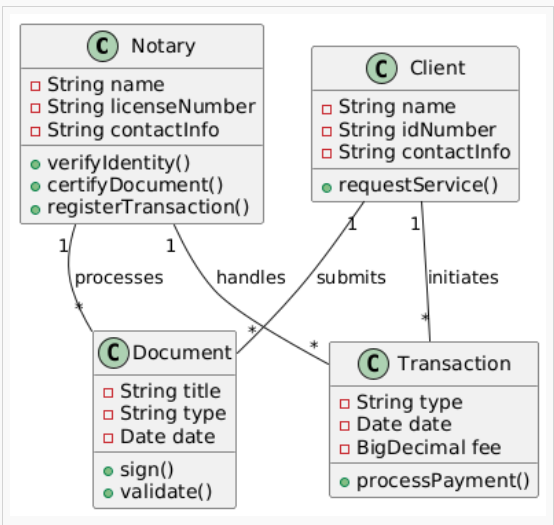 C Notary
String name
String licenseNumber
String contactInfo
verifyIdentity()
certifyDocument()
registerTransaction()
C Client
String name
String idNumber
String contactInfo
requestService()
1
1
1
1
processes
handles
submits
initiates
*
*
*
*
C Document
String title
String type
Date date
sign()
validate()
C Transaction
String type
Date date
BigDecimal fee
processPayment()